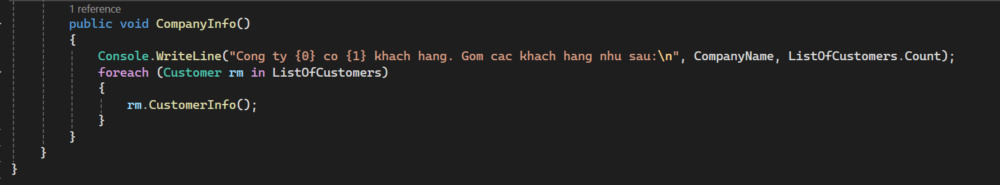 1 reference
public void CompanyInfo()
{
Console.WriteLine("Cong ty {0} co {1} khach hang. Gom cac khach hang nhu sau:\n", CompanyName, ListOfCustomers.Count);
foreach (Customer rm in ListOfCustomers)
{
rm.CustomerInfo();
}
}
}
}